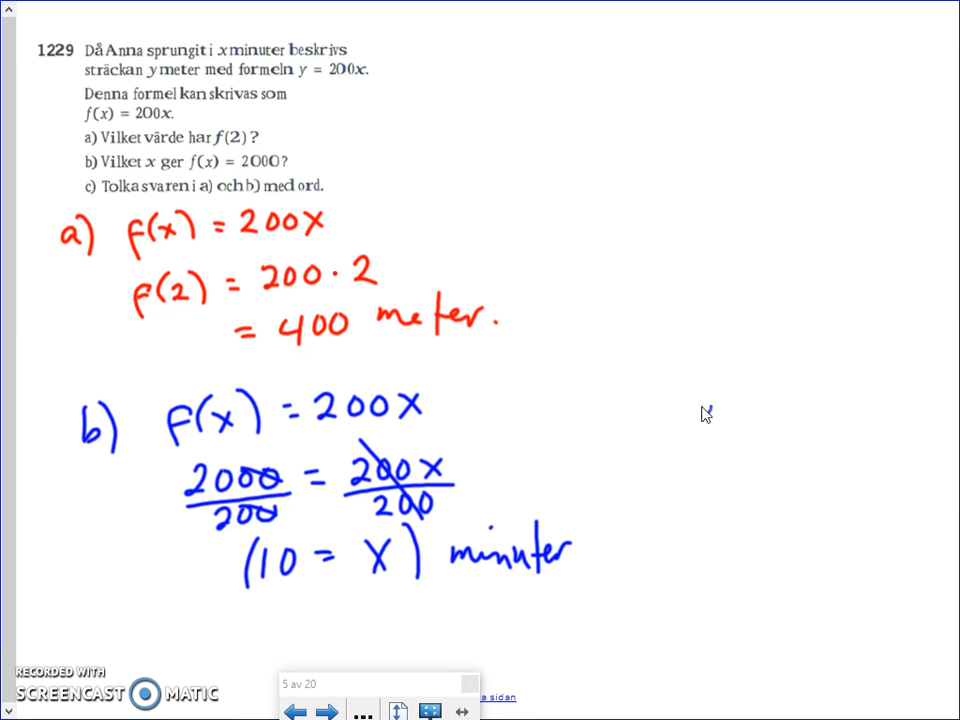 1229 Då Anna sprungit i x minuter beskrivs
sträckan y meter med formeln y = 200x.
Denna formel kan skrivas som
f(x) = 200x.
a) Vilket värde har f(2)?
b) Vilket x ger f(x) = 2000?
c) Tolka svaren i a) och b) med ord.
a) f(x) = 200x
f(2) = 200 · 2
= 400 meter.
b) f(x) = 200x
2000/200 = 200x/200
(10 = x) minuter
RECORDED WITH
SCREENCAST MATIC
5 av 20
x
a sidan